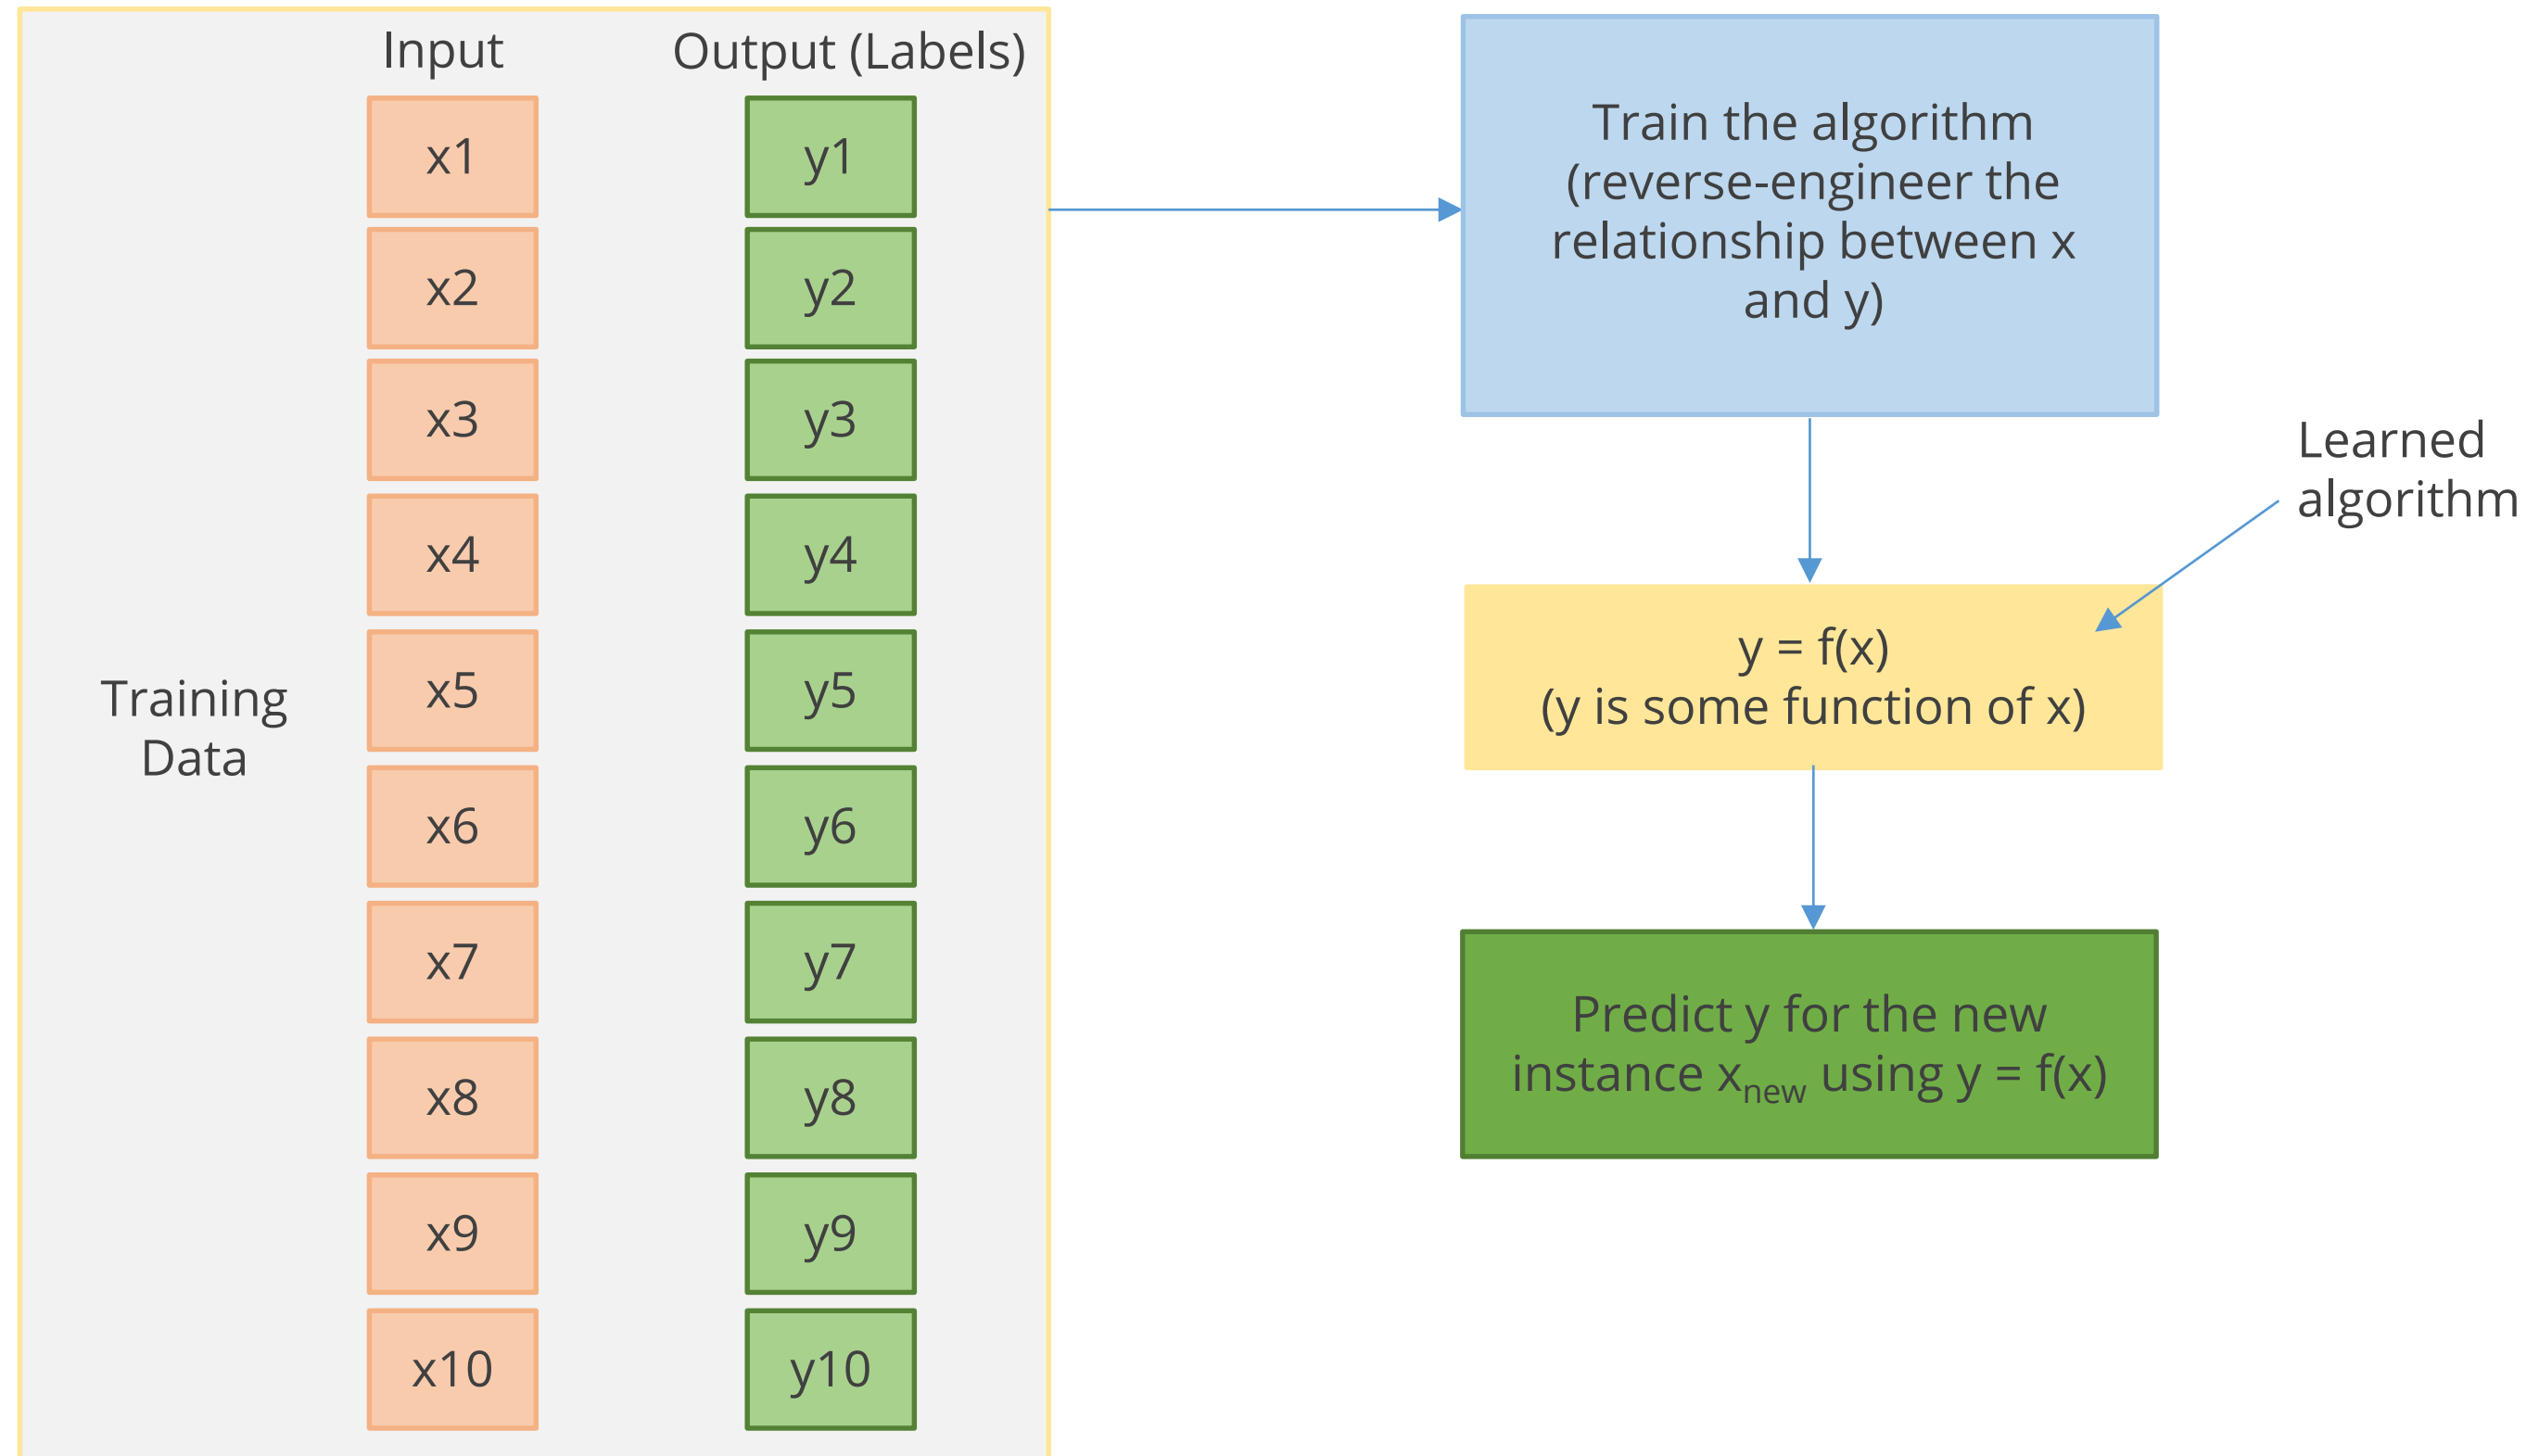 Input
Output (Labels)
x1
y1
x2
y2
x3
y3
x4
y4
x5
y5
x6
y6
x7
y7
x8
y8
x9
y9
x10
y10
Training
Data
Train the algorithm
(reverse-engineer the
relationship between x
and y)
Learned
algorithm
y = f(x)
(y is some function of x)
Predict y for the new
instance xnew using y = f(x)